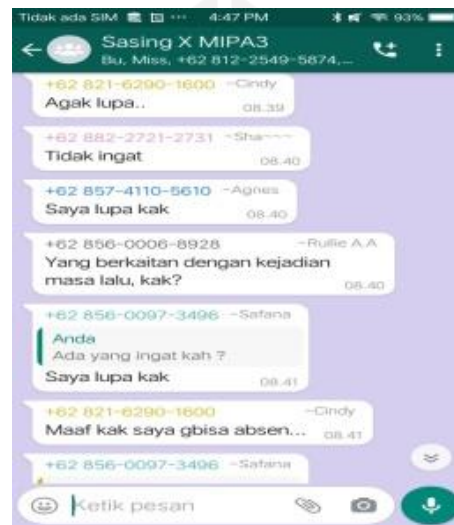 Tidak ada SIM ... 4:47 PM 93%
Sasing X MIPA3
Bu, Miss, +62 812-2549-5874,...
+62 821-6290-1600 ~Cindy
Agak lupa.. 08.39
+62 882-2721-2731 ~Sha~~~
Tidak ingat 08.40
+62 857-4110-5610 ~Agnes
Saya lupa kak 08.40
+62 856-0006-8928 ~Rullie A.A
Yang berkaitan dengan kejadian
masa lalu, kak? 08.40
+62 856-0097-3496 ~Safana
Anda
Ada yang ingat kah ?
Saya lupa kak 08.41
+62 821-6290-1600 ~Cindy
Maaf kak saya gbisa absen... 08.41
+62 856-0097-3496 ~Safana
Ketik pesan